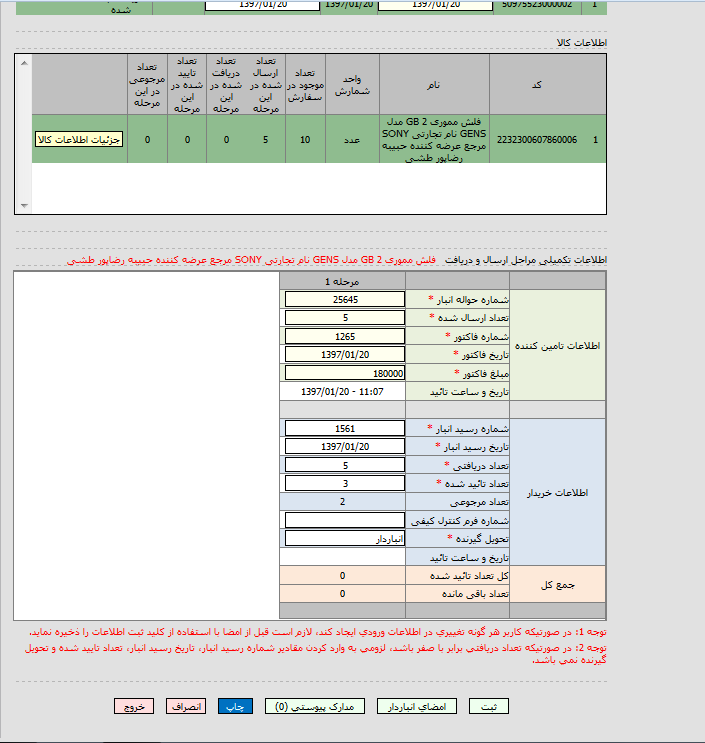 1 50975523000002 1397/01/20 1397/01/20 1397/01/20
شده
اطلاعات کالا
کد نام واحد شمارش تعداد موجود در سفارش تعداد ارسال شده در این مرحله تعداد دریافت شده در این مرحله تعداد تایید شده در این مرحله تعداد مرجوعی در این مرحله
1 2232300607860006 فلش مموری 2 GB مدل GENS نام تجارتی SONY مرجع عرضه کننده حبیبه رضاپور طشی عدد 10 5 0 0 0 جزئیات اطلاعات کالا
اطلاعات تکمیلی مراحل ارسال و دریافت فلش مموری 2 GB مدل GENS نام تجارتی SONY مرجع عرضه کننده حبیبه رضاپور طشی
مرحله 1
اطلاعات تامین کننده
شماره حواله انبار * 25645
تعداد ارسال شده * 5
شماره فاکتور * 1265
تاریخ فاکتور * 1397/01/20
مبلغ فاکتور * 180000
تاریخ و ساعت تائید 11:07 - 1397/01/20
اطلاعات خریدار
شماره رسید انبار * 1561
تاریخ رسید انبار * 1397/01/20
تعداد دریافتی * 5
تعداد تائید شده * 3
تعداد مرجوعی 2
شماره فرم کنترل کیفی
تحویل گیرنده * انباردار
تاریخ و ساعت تائید
جمع کل
کل تعداد تائید شده 0
تعداد باقی مانده 0
توجه 1: در صورتیکه کاربر هر گونه تغییری در اطلاعات ورودي ایجاد کند، لازم است قبل از امضا با استفاده از کلید ثبت اطلاعات را ذخیره نماید.
توجه 2: در صورتیکه تعداد دریافتی برابر با صفر باشد، لزومی به وارد کردن مقادیر شماره رسید انبار، تاریخ رسید انبار، تعداد تایید شده و تحویل
گیرنده نمی باشد.
ثبت امضاي انباردار مدارک پیوستی (0) چاپ انصراف خروج